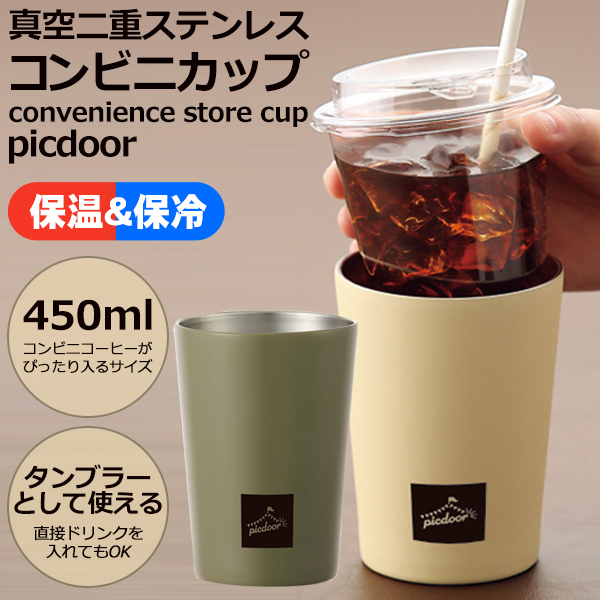 真空二重ステンレス
コンビニカップ
convenience store cup
picdoor
保温&保冷
450ml
コンビニコーヒーが
ぴったり入るサイズ
タンブラー
として使える
直接ドリンクを
入れてもOK
picdoor
picdoor